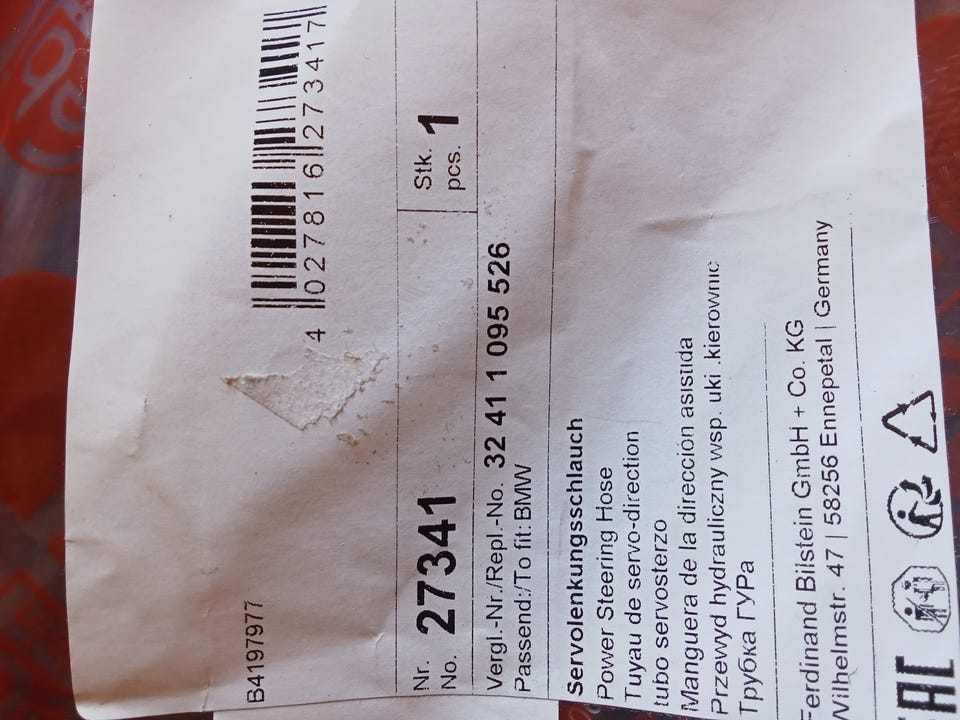 B4197977
4 027816 273417
Nr.
No. 27341
Stk.
pcs. 1
Vergl.-Nr./Repl.-No. 32 41 1 095 526
Passend:/To fit: BMW
Servolenkungsschlauch
Power Steering Hose
Tuyau de servo-direction
tubo servosterzo
Manguera de la dirección asistida
Przewyd hydrauliczny wsp. ukł .kierownic
Трубка ГУРа
Ferdinand Bilstein GmbH + Co. KG
Wilhelmstr. 47 | 58256 Ennepetal | Germany
EAC